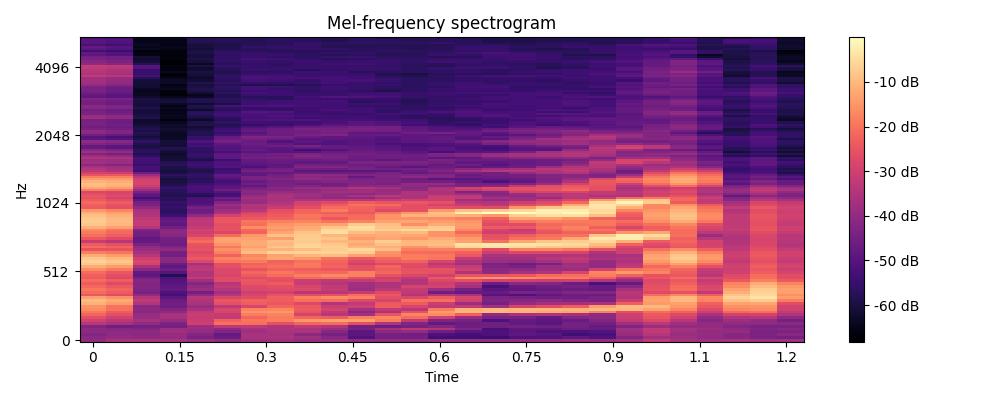 Mel-frequency spectrogram
4096
2048
1024
512
0
Hz
0 0.15 0.3 0.45 0.6 0.75 0.9 1.1 1.2
Time
-10 dB
-20 dB
-30 dB
-40 dB
-50 dB
-60 dB